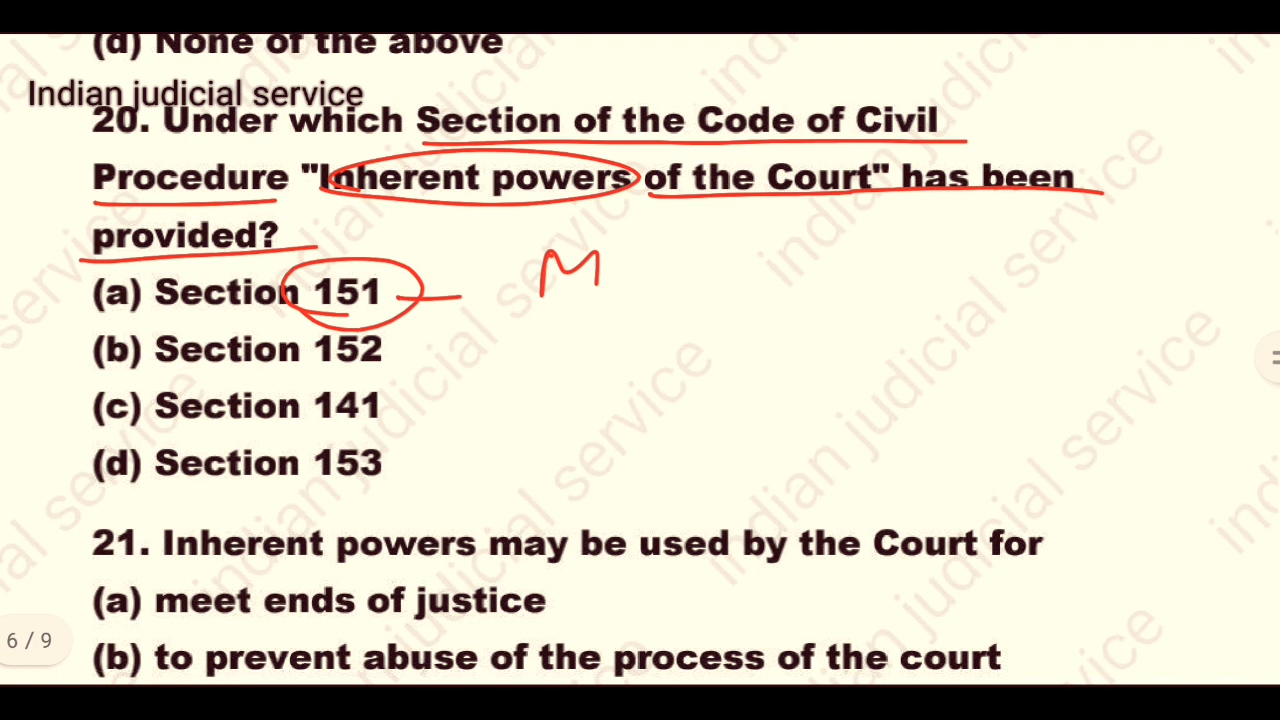 (d) None of the above
Indian judicial service
20. Under which Section of the Code of Civil
Procedure "Inherent powers of the Court" has been
provided?
(a) Section 151 — M
(b) Section 152
(c) Section 141
(d) Section 153
21. Inherent powers may be used by the Court for
(a) meet ends of justice
6 / 9
(b) to prevent abuse of the process of the court